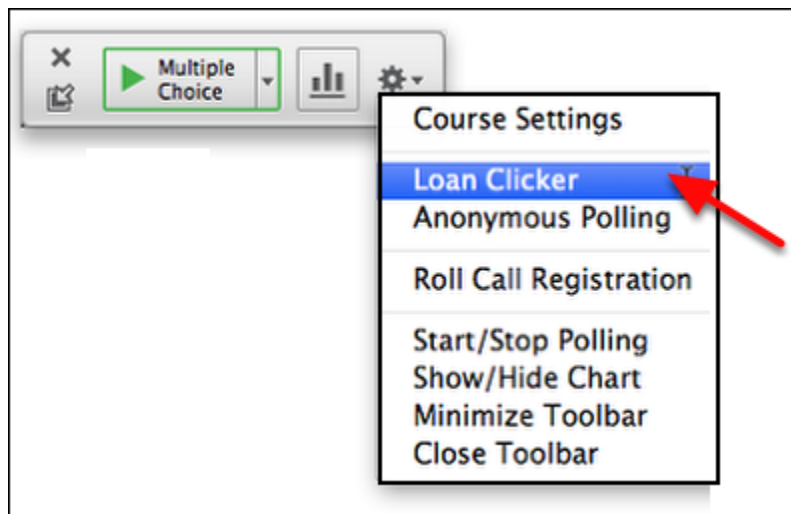 Multiple
Choice
Course Settings
Loan Clicker
Anonymous Polling
Roll Call Registration
Start/Stop Polling
Show/Hide Chart
Minimize Toolbar
Close Toolbar